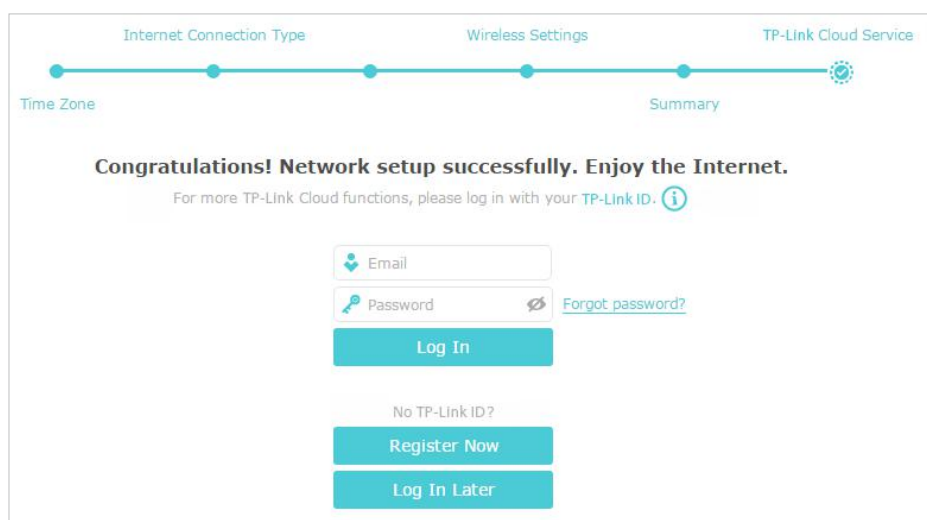 Internet Connection Type Wireless Settings TP-Link Cloud Service
Time Zone Summary
Congratulations! Network setup successfully. Enjoy the Internet.
For more TP-Link Cloud functions, please log in with your TP-Link ID.
Email
Password Forgot password?
Log In
No TP-Link ID?
Register Now
Log In Later